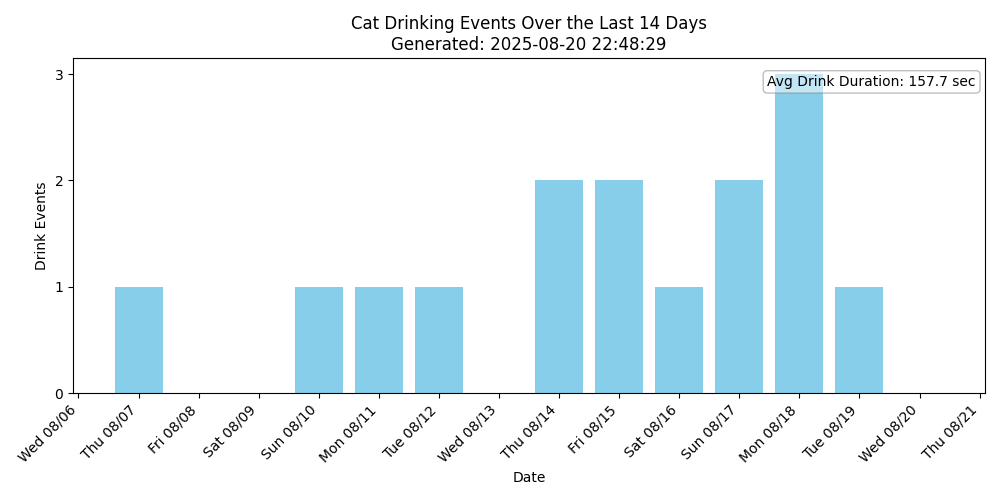 Cat Drinking Events Over the Last 14 Days
Generated: 2025-08-20 22:48:29
Avg Drink Duration: 157.7 sec
Drink Events
3
2
1
0
Wed 08/06
Thu 08/07
Fri 08/08
Sat 08/09
Sun 08/10
Mon 08/11
Tue 08/12
Wed 08/13
Thu 08/14
Fri 08/15
Sat 08/16
Sun 08/17
Mon 08/18
Tue 08/19
Wed 08/20
Thu 08/21
Date